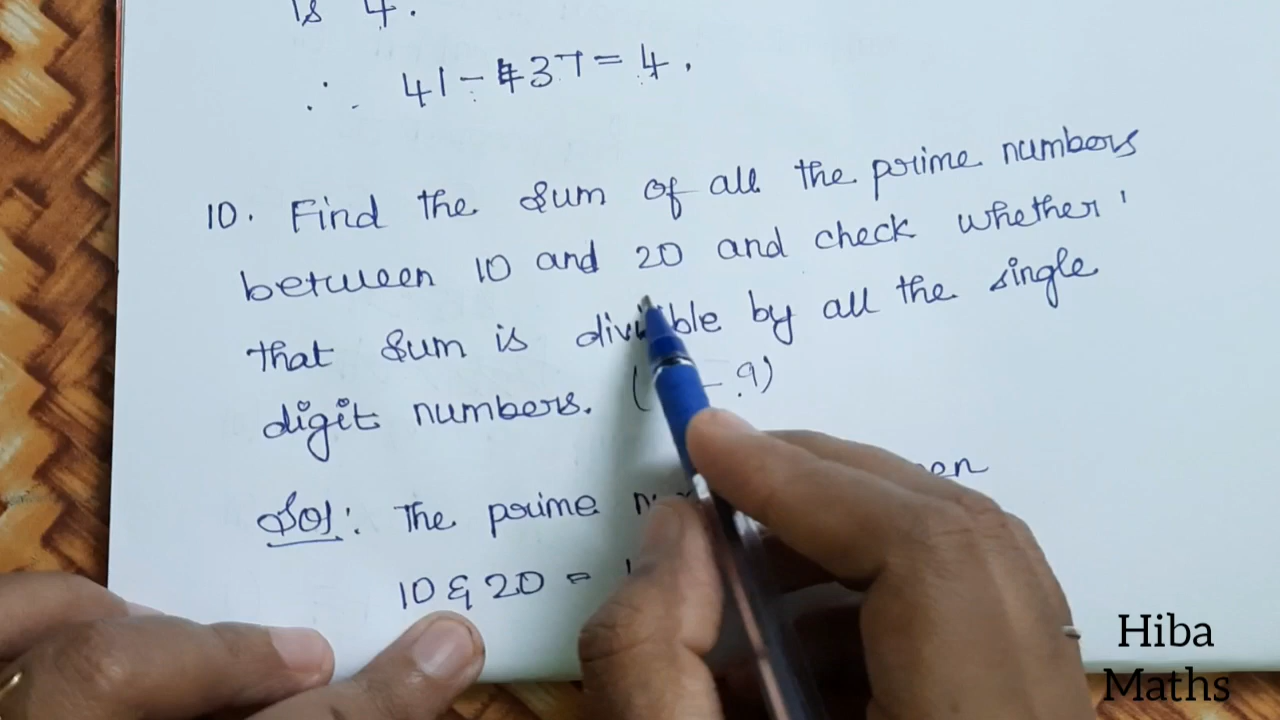 is 4.
∴ 41 - 37 = 4.
10. Find the sum of all the prime numbers
between 10 and 20 and check whether
that sum is divisible by all the single
digit numbers. ( - 9)
Sol: The prime
10 & 20 =
Hiba
Maths